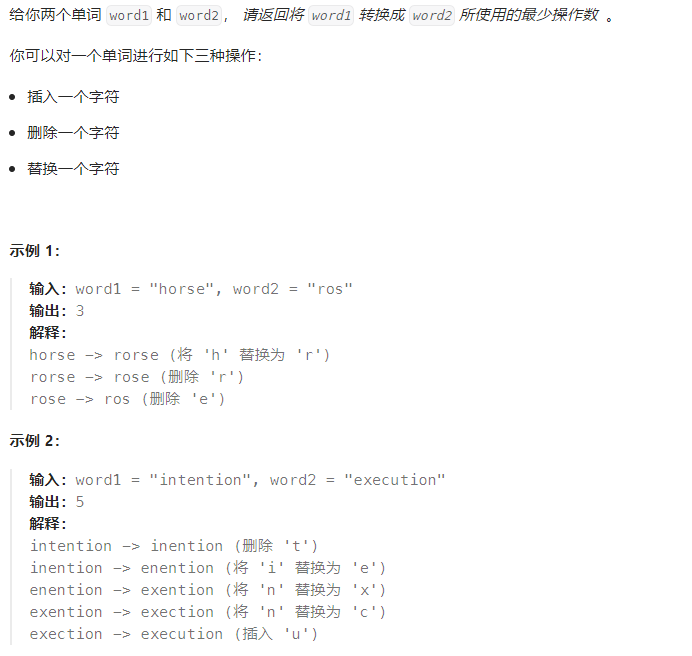 给你两个单词 word1 和 word2， 请返回将 word1 转换成 word2 所使用的最少操作数 。
你可以对一个单词进行如下三种操作：
• 插入一个字符
• 删除一个字符
• 替换一个字符
示例 1：
输入：word1 = "horse", word2 = "ros"
输出：3
解释：
horse -> rorse (将 'h' 替换为 'r')
rorse -> rose (删除 'r')
rose -> ros (删除 'e')
示例 2：
输入：word1 = "intention", word2 = "execution"
输出：5
解释：
intention -> inention (删除 't')
inention -> enention (将 'i' 替换为 'e')
enention -> exention (将 'n' 替换为 'x')
exention -> exection (将 'n' 替换为 'c')
exection -> execution (插入 'u')